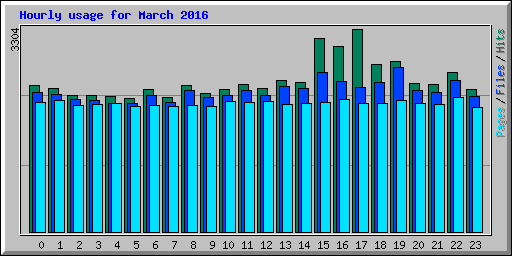 Hourly usage for March 2016
3304
Pages/Files/Hits
0 1 2 3 4 5 6 7 8 9 10 11 12 13 14 15 16 17 18 19 20 21 22 23